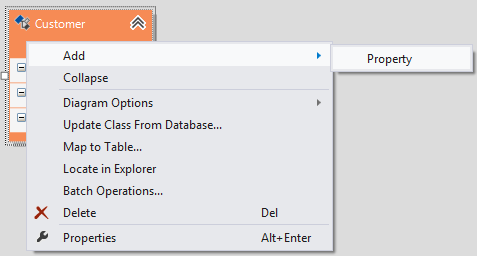 Customer
Add
Property
Collapse
Diagram Options
Update Class From Database...
Map to Table...
Locate in Explorer
Batch Operations...
Delete Del
Properties Alt+Enter